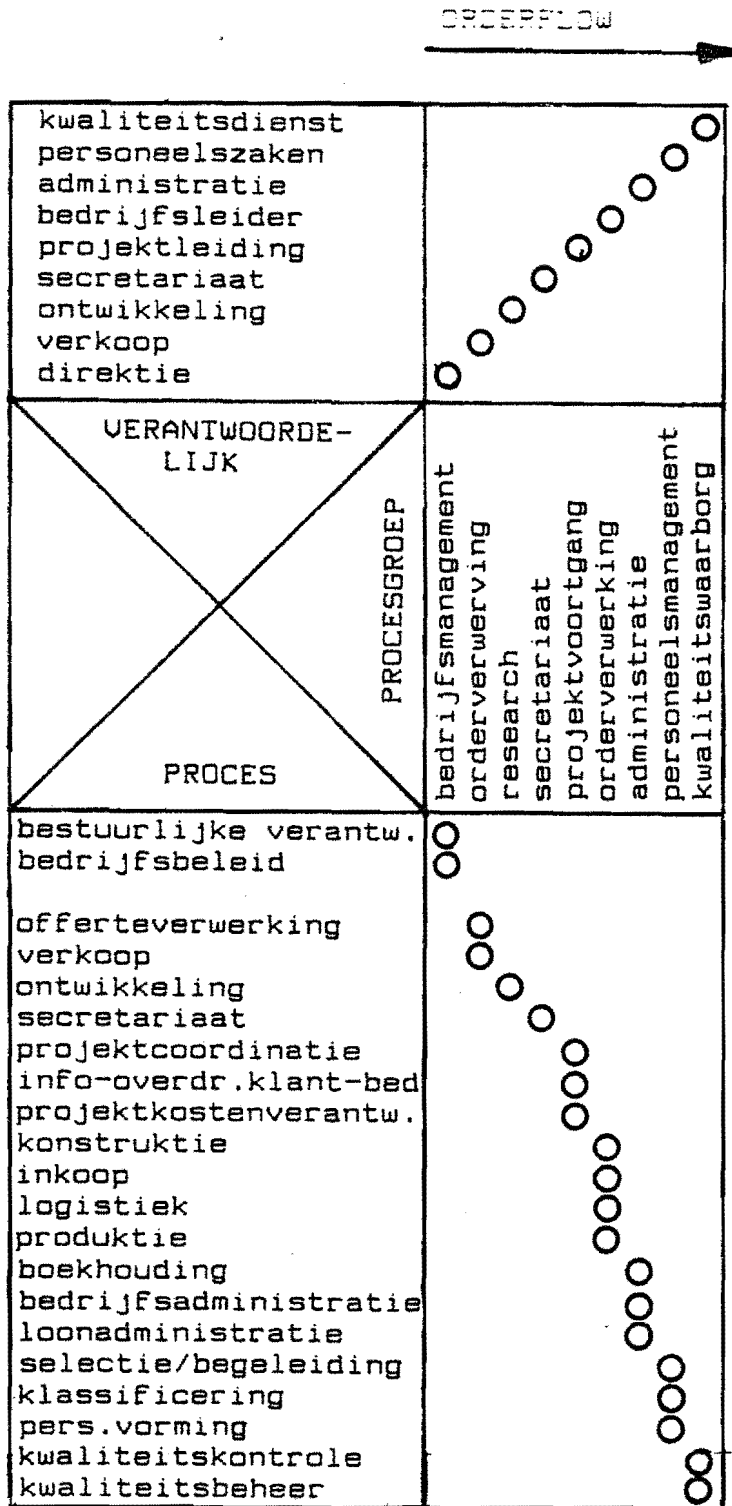 ORDERFLOW
kwaliteitsdienst
personeelszaken
administratie
bedrijfsleider
projektleiding
secretariaat
ontwikkeling
verkoop
direktie
VERANTWOORDE-
LIJK
PROCESGROEP
PROCES
bedrijfsmanagement
orderverwerving
research
secretariaat
projektvoortgang
orderverwerking
administratie
personeelsmanagement
kwaliteitswaarborg
bestuurlijke verantw.
bedrijfsbeleid
offerteverwerking
verkoop
ontwikkeling
secretariaat
projektcoordinatie
info-overdr.klant-bed
projektkostenverantw.
konstruktie
inkoop
logistiek
produktie
boekhouding
bedrijfsadministratie
loonadministratie
selectie/begeleiding
klassificering
pers.vorming
kwaliteitskontrole
kwaliteitsbeheer